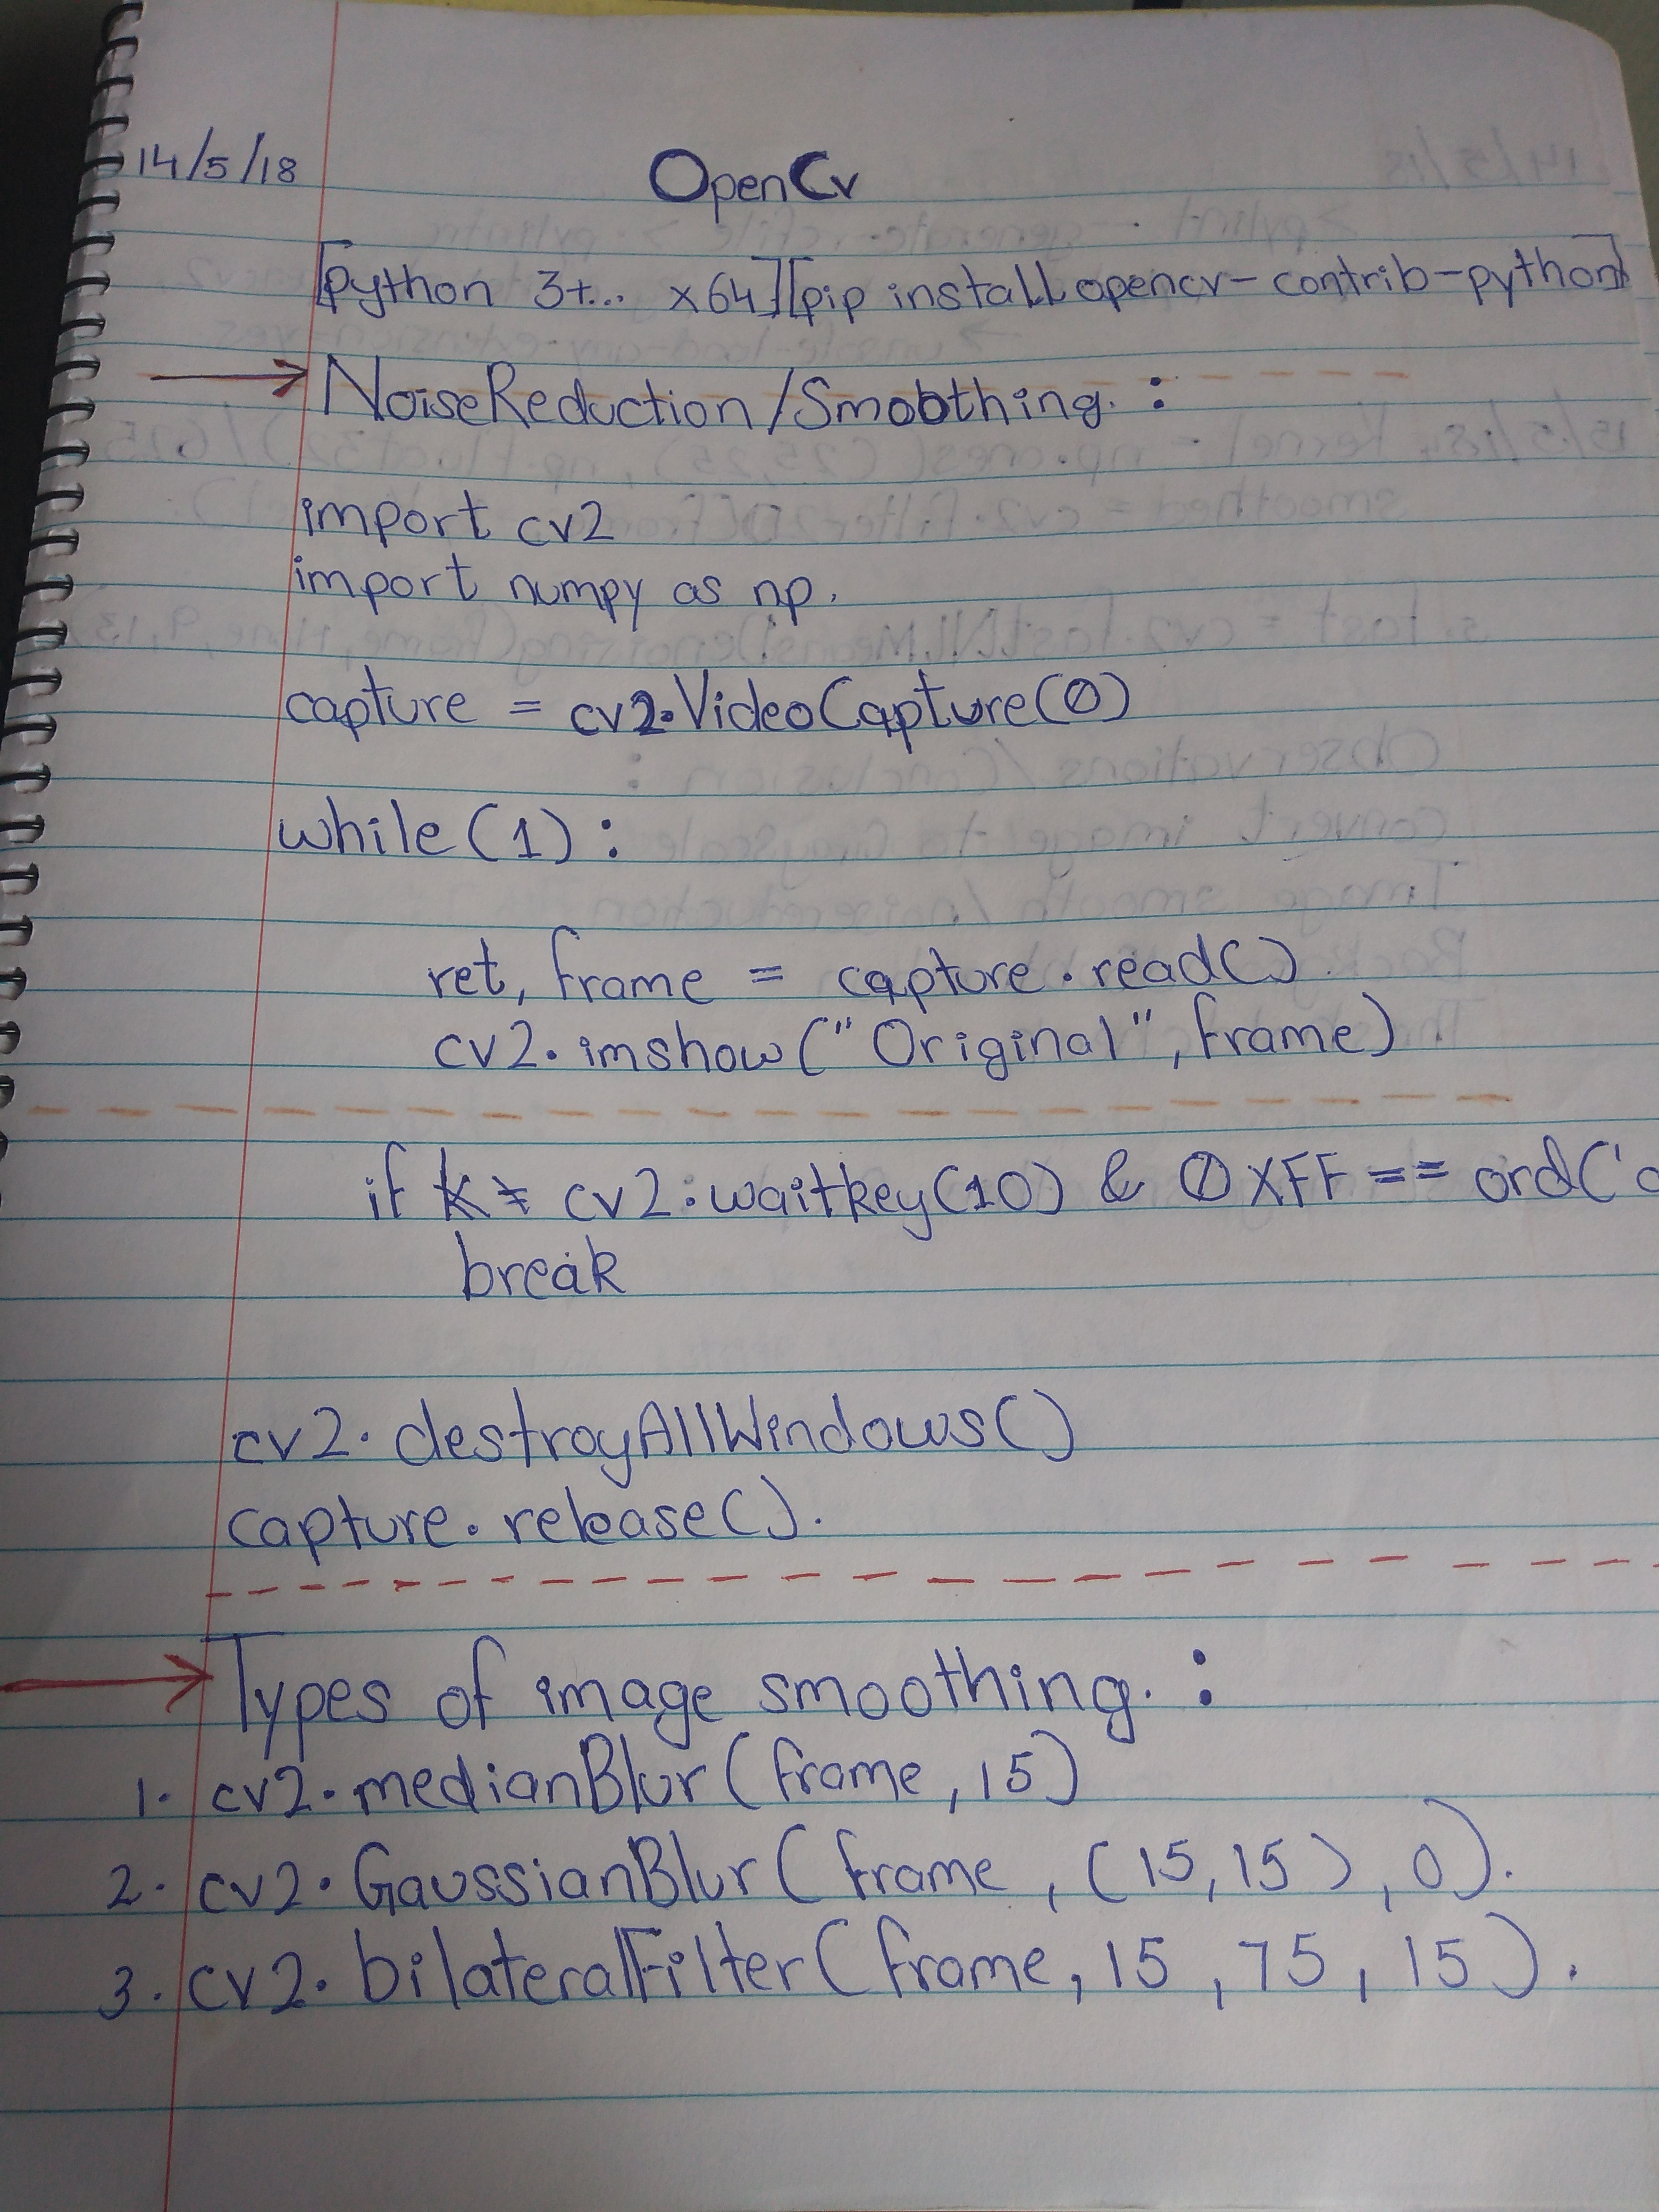 14/5/18 OpenCv
[python 3+... x64][pip install opencv-contrib-python]
NoiseReduction/Smoothing. :
import cv2
import numpy as np.
capture = cv2.VideoCapture(0)
while(1):
ret, frame = capture.read().
cv2.imshow("Original", frame)
if cv2.waitkey(10) & 0XFF == ord('
break
cv2.destroyAllWindows()
capture.release().
Types of image smoothing. :
1. cv2.medianBlur(frame, 15)
2. cv2.GaussianBlur(frame, (15,15), 0).
3. cv2.bilateralFilter(frame, 15, 75, 15).